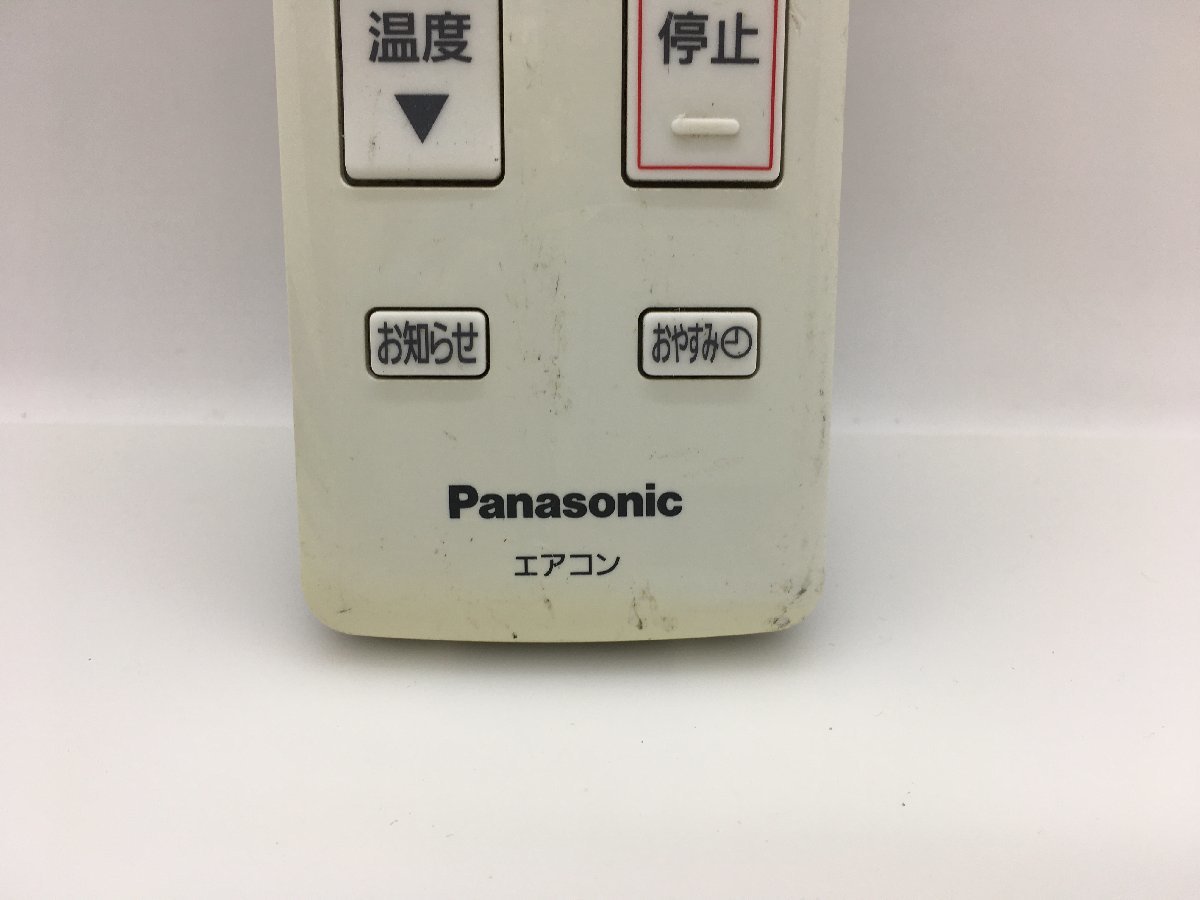 温度
▼
停止
お知らせ
おやすみ
Panasonic
エアコン